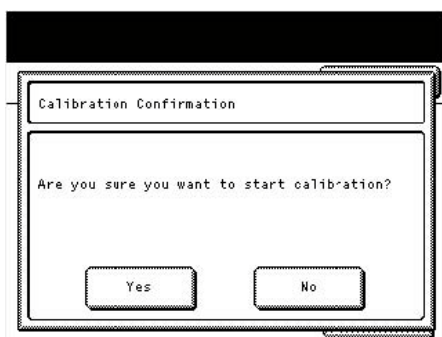 Calibration Confirmation
Are you sure you want to start calibration?
Yes
No